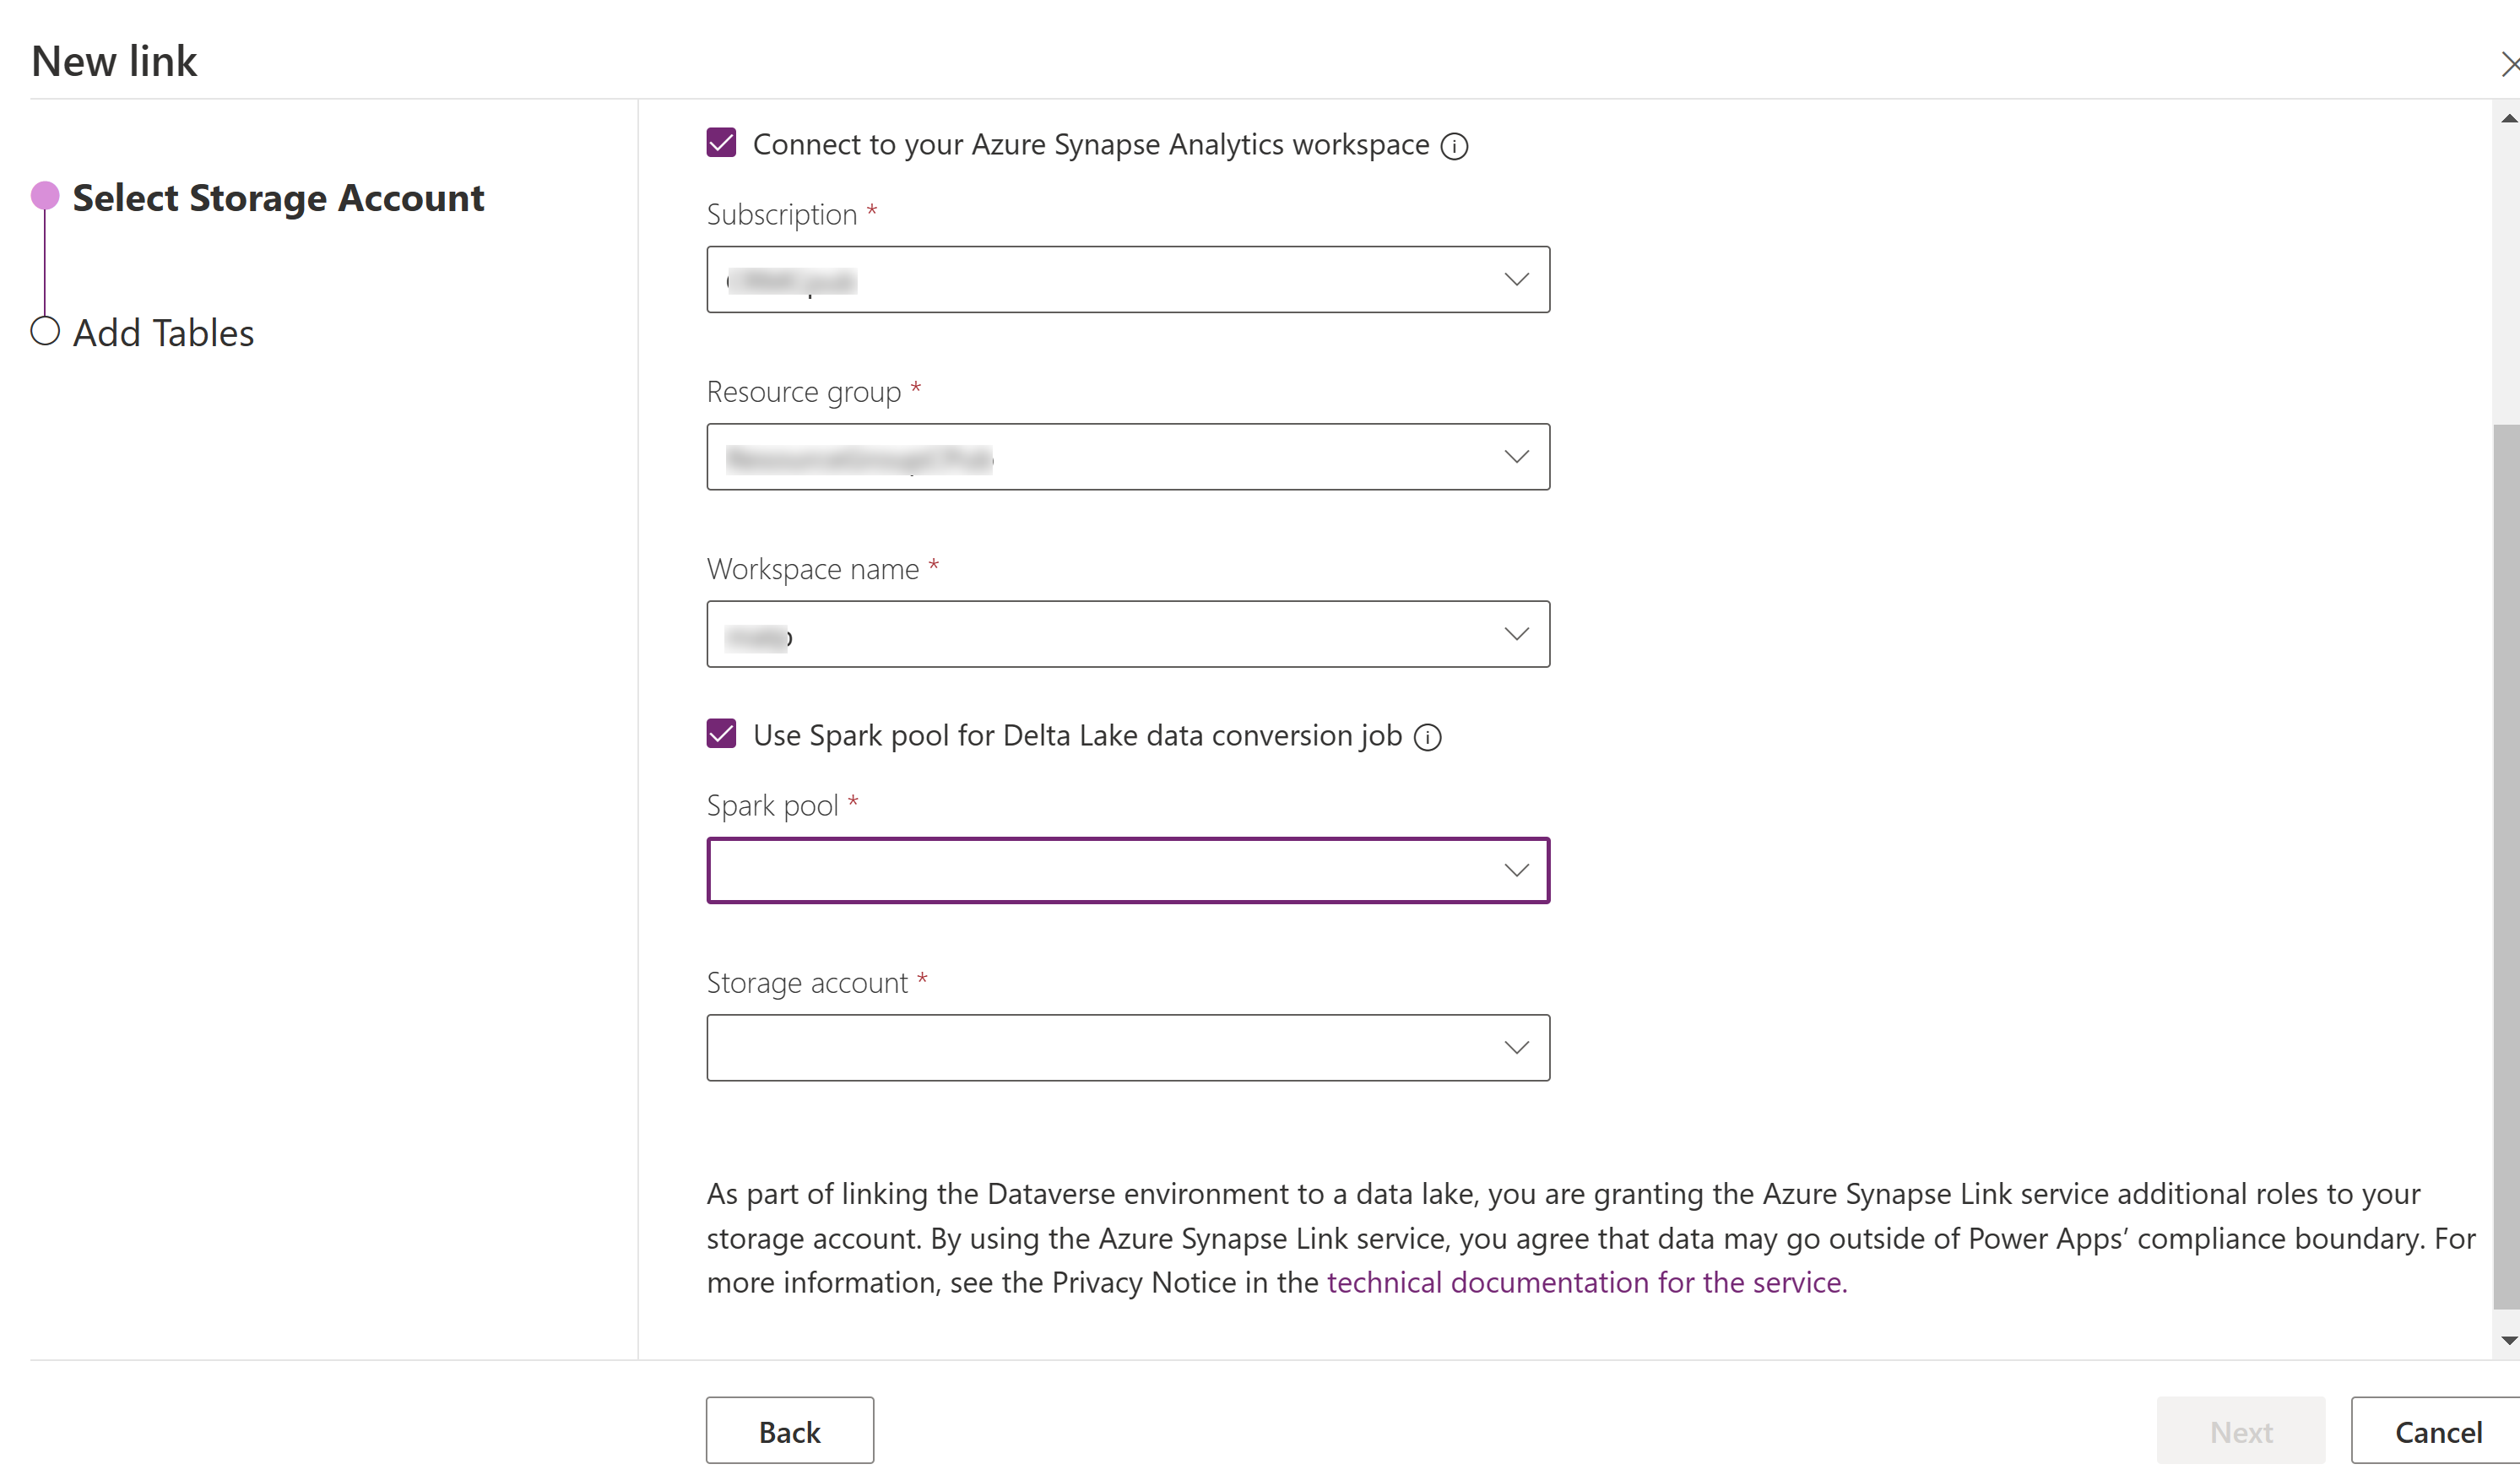 New link
Select Storage Account
Add Tables
Connect to your Azure Synapse Analytics workspace
Subscription *
Resource group *
Workspace name *
Use Spark pool for Delta Lake data conversion job
Spark pool *
Storage account *
As part of linking the Dataverse environment to a data lake, you are granting the Azure Synapse Link service additional roles to your
storage account. By using the Azure Synapse Link service, you agree that data may go outside of Power Apps’ compliance boundary. For
more information, see the Privacy Notice in the technical documentation for the service.
Back
Next
Cancel